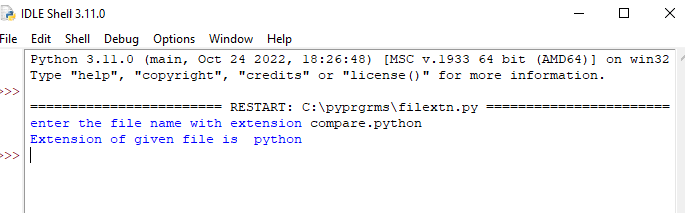 IDLE Shell 3.11.0
File Edit Shell Debug Options Window Help
Python 3.11.0 (main, Oct 24 2022, 18:26:48) [MSC v.1933 64 bit (AMD64)] on win32
Type "help", "copyright", "credits" or "license()" for more information.
>>>
======================== RESTART: C:\pyprgrms\filextn.py =======================
enter the file name with extension compare.python
Extension of given file is  python
>>>